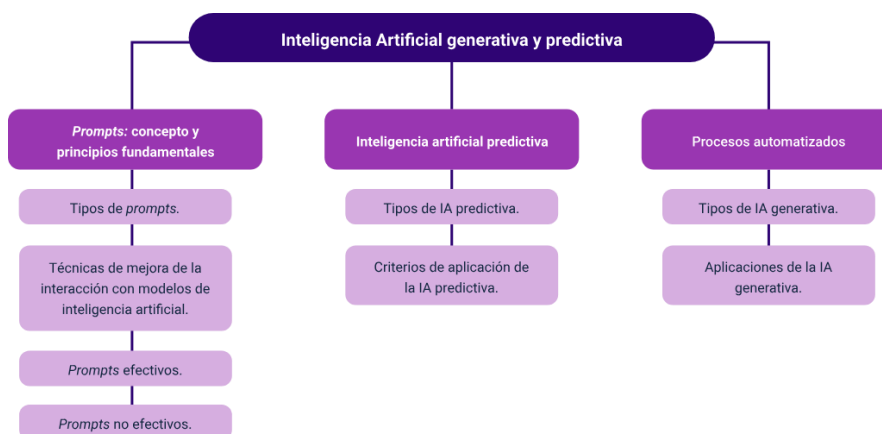 Inteligencia Artificial generativa y predictiva
Prompts: concepto y
principios fundamentales
Tipos de prompts.
Técnicas de mejora de la
interacción con modelos de
inteligencia artificial.
Prompts efectivos.
Prompts no efectivos.
Inteligencia artificial predictiva
Tipos de IA predictiva.
Criterios de aplicación de
la IA predictiva.
Procesos automatizados
Tipos de IA generativa.
Aplicaciones de la IA
generativa.